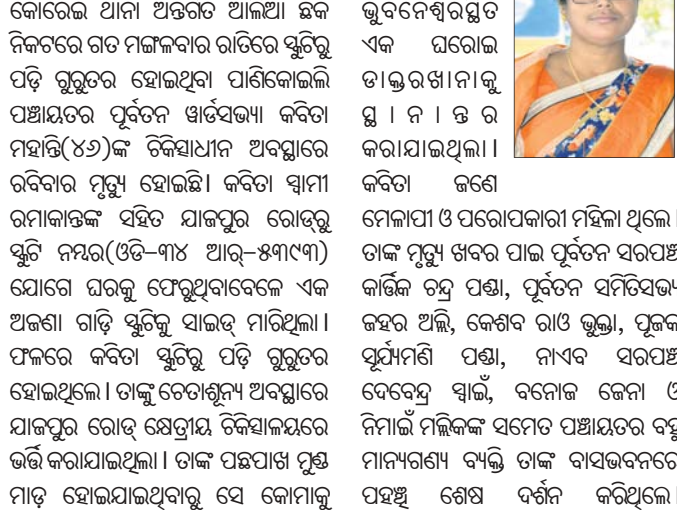 କୋରେଇ ଥାନା ଅନ୍ତର୍ଗତ ଆଳଆ ଛକ
ନିକଟରେ ଗତ ମଙ୍ଗଳବାର ରାତିରେ ସ୍କୁଟିରୁ
ପଡ଼ି ଗୁରୁତର ହୋଇଥିବା ପାଣିକୋଇଲି
ପଞ୍ଚାୟତର ପୂର୍ବତନ ୱାର୍ଡସଭ୍ୟା କବିତା
ମହାନ୍ତି(୪୬)ଙ୍କ ଚିକିତ୍ସାଧୀନ ଅବସ୍ଥାରେ
ରବିବାର ମୃତ୍ୟୁ ହୋଇଛି। କବିତା ସ୍ୱାମୀ
ରମାକାନ୍ତଙ୍କ ସହିତ ଯାଜପୁର ରୋଡରୁ
ସ୍କୁଟି ନମ୍ବର(ଓଡି–୩୪ ଆର୍–୫୩୯୩)
ଯୋଗେ ଘରକୁ ଫେରୁଥିବାବେଳେ ଏକ
ଅଜଣା ଗାଡ଼ି ସ୍କୁଟିକୁ ସାଇଡ୍ ମାରିଥିଲା।
ଫଳରେ କବିତା ସ୍କୁଟିରୁ ପଡ଼ି ଗୁରୁତର
ହୋଇଥିଲେ। ତାଙ୍କୁ ଚେତାଶୂନ୍ୟ ଅବସ୍ଥାରେ
ଯାଜପୁର ରୋଡ୍ କ୍ଷେତ୍ରୀୟ ଚିକିତ୍ସାଳୟରେ
ଭର୍ତ୍ତି କରାଯାଇଥିଲା। ତାଙ୍କ ପଛପାଖ ମୁଣ୍ଡ
ମାଡ଼ ହୋଇଯାଇଥିବାରୁ ସେ କୋମାକୁ
ଭୁବନେଶ୍ୱରସ୍ଥିତ
ଏକ ଘରୋଇ
ଡାକ୍ତରଖାନାକୁ
ସ୍ଥାନାନ୍ତର
କରାଯାଇଥିଲା।
କବିତା ଜଣେ
ମେଳାପୀ ଓ ପରୋପକାରୀ ମହିଳା ଥିଲେ।
ତାଙ୍କ ମୃତ୍ୟୁ ଖବର ପାଇ ପୂର୍ବତନ ସରପଞ୍ଚ
କାର୍ତ୍ତିକ ଚନ୍ଦ୍ର ପଣ୍ଡା, ପୂର୍ବତନ ସମିତିସଭ୍ୟ
ଜହର ଅଲ୍ଲି, କେଶବ ରାଓ ଭୁକ୍ତା, ପୂଜକ
ସୂର୍ଯ୍ୟମଣି ପଣ୍ଡା, ନାଏବ ସରପଞ୍ଚ
ଦେବେନ୍ଦ୍ର ସ୍ୱାଇଁ, ବନୋଜ ଜେନା ଓ
ନିମାଇଁ ମଲ୍ଲିକଙ୍କ ସମେତ ପଞ୍ଚାୟତର ବହୁ
ମାନ୍ୟଗଣ୍ୟ ବ୍ୟକ୍ତି ତାଙ୍କ ବାସଭବନରେ
ପହଞ୍ଚି ଶେଷ ଦର୍ଶନ କରିଥିଲେ।